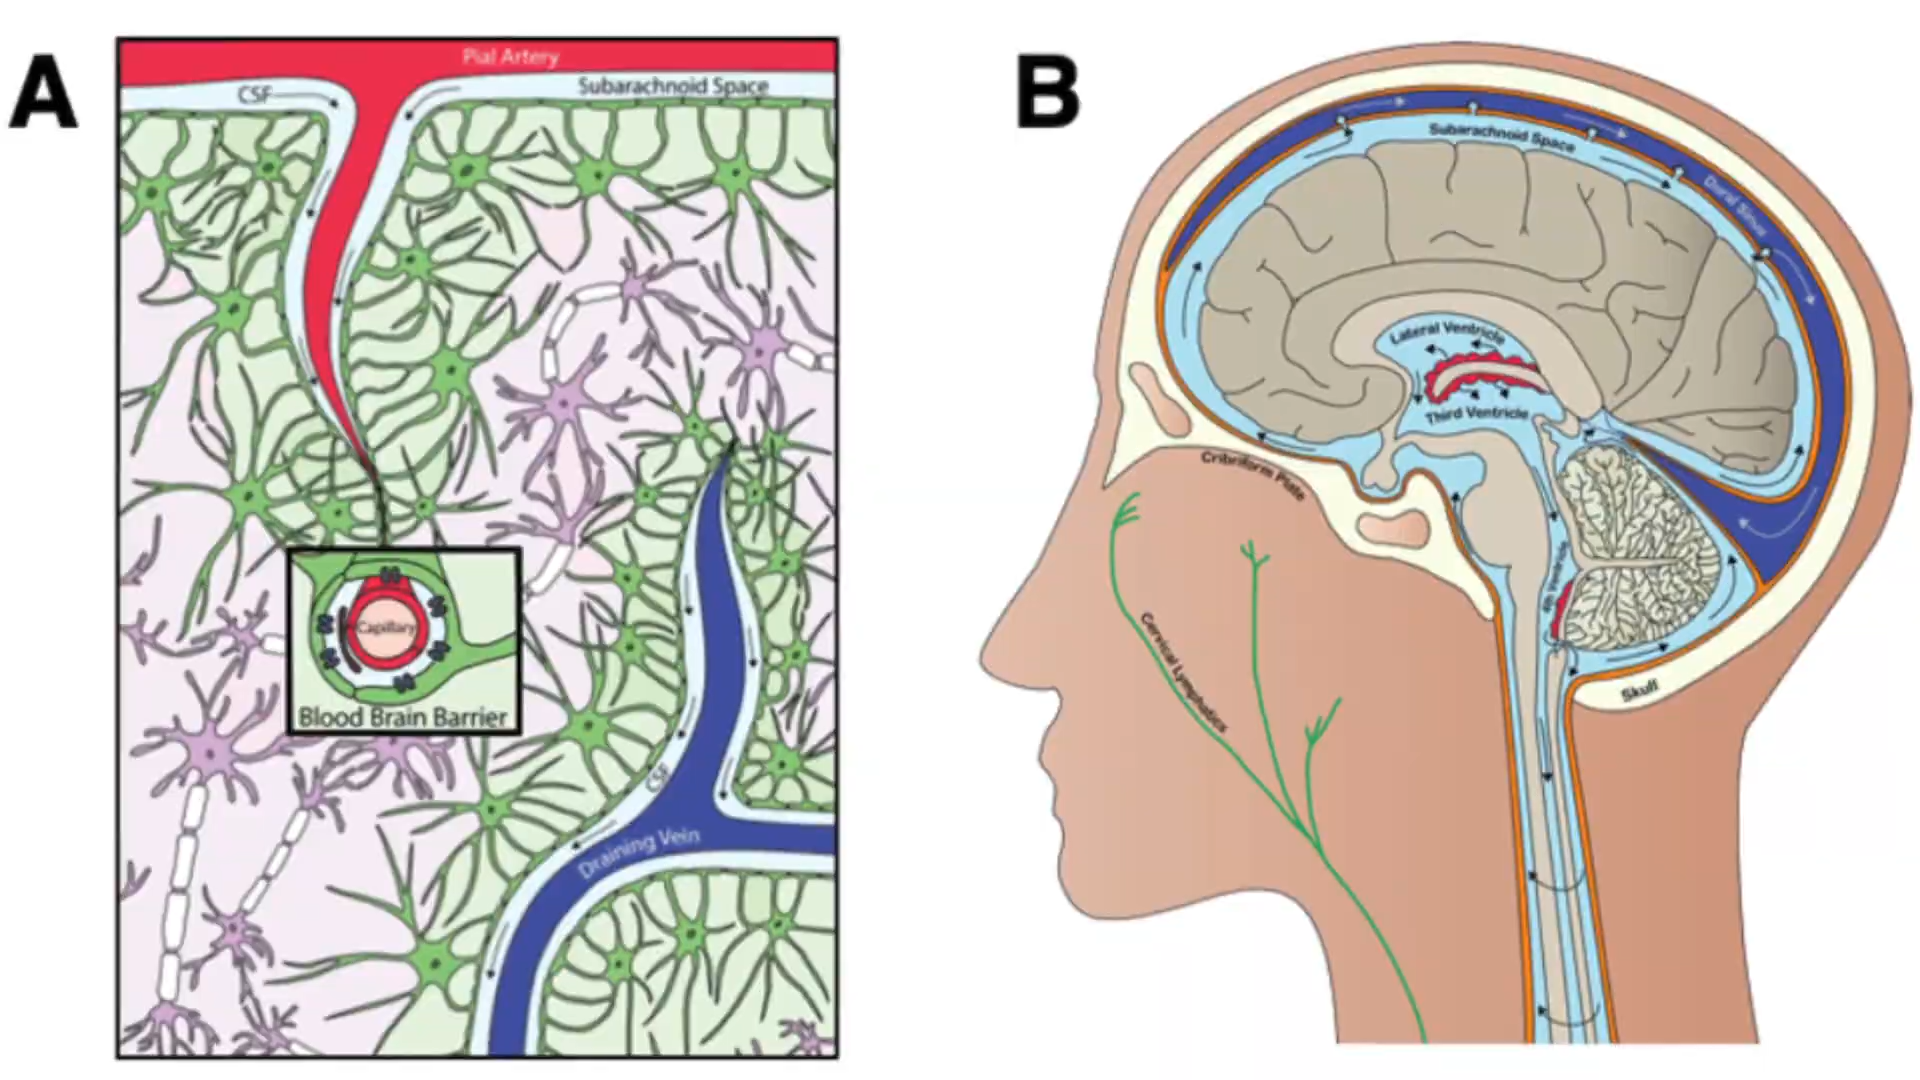 A
Pial Artery
CSF
Subarachnoid Space
Capillary
Blood Brain Barrier
CSF
Draining Vein
B
Subarachnoid Space
Dural Sinus
Lateral Ventricle
Third Ventricle
Cribriform Plate
4th Ventricle
Cervical Lymphatics
Skull